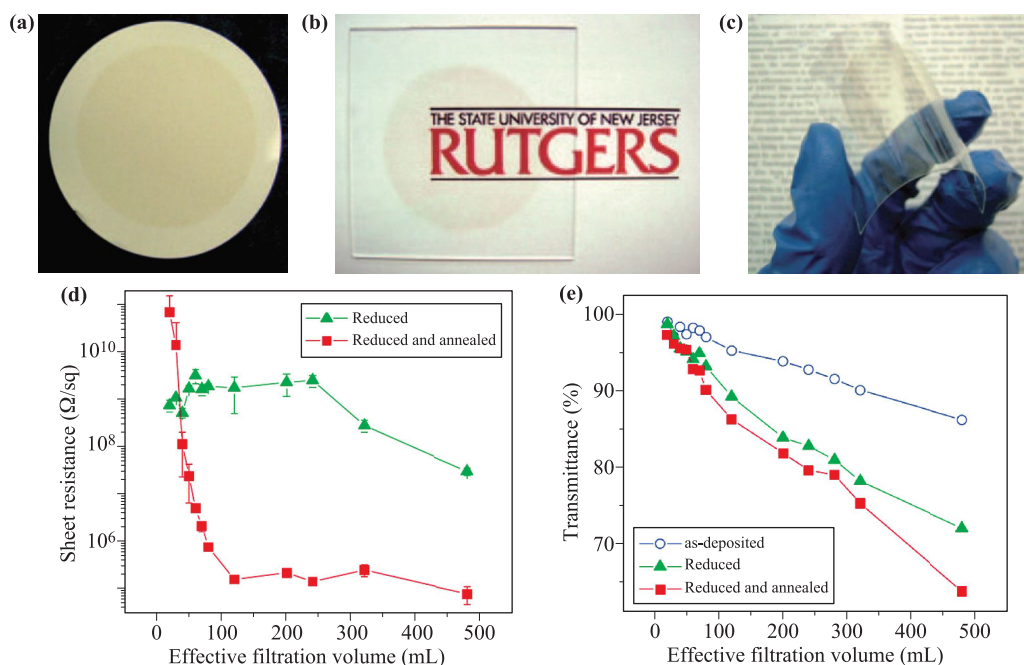 (a)
(b)
(c)
THE STATE UNIVERSITY OF NEW JERSEY
RUTGERS
(d)
Reduced
Reduced and annealed
10^10
10^8
10^6
Sheet resistance (Ω/sq)
0 100 200 300 400 500
Effective filtration volume (mL)
(e)
100
90
80
70
Transmittance (%)
as-deposited
Reduced
Reduced and annealed
0 100 200 300 400 500
Effective filtration volume (mL)